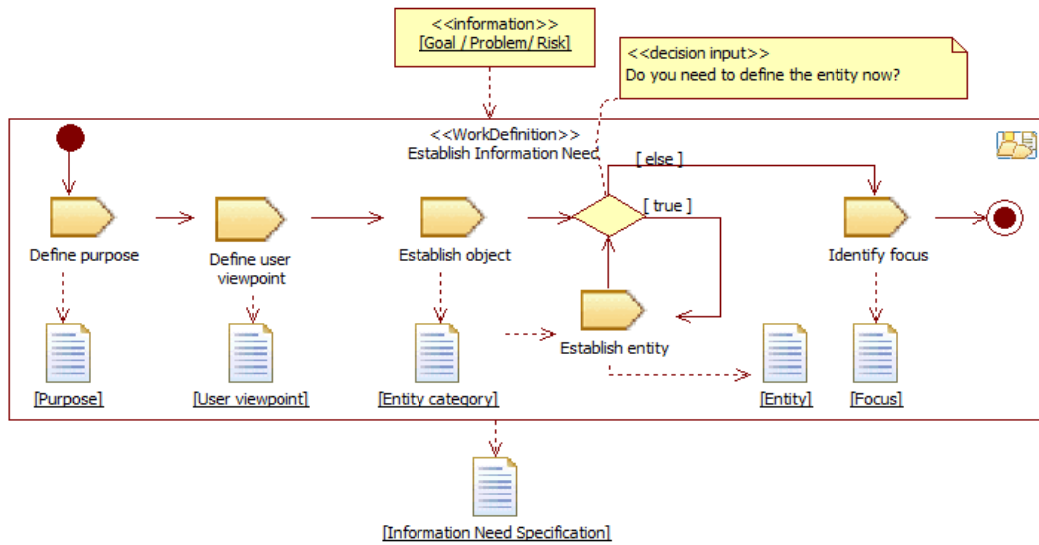 <<information>>
[Goal / Problem/ Risk]
<<decision input>>
Do you need to define the entity now?
<<WorkDefinition>>
Establish Information Need
[ else ]
[ true ]
Define purpose
Define user
viewpoint
Establish object
Identify focus
Establish entity
[Purpose]
[User viewpoint]
[Entity category]
[Entity]
[Focus]
[Information Need Specification]